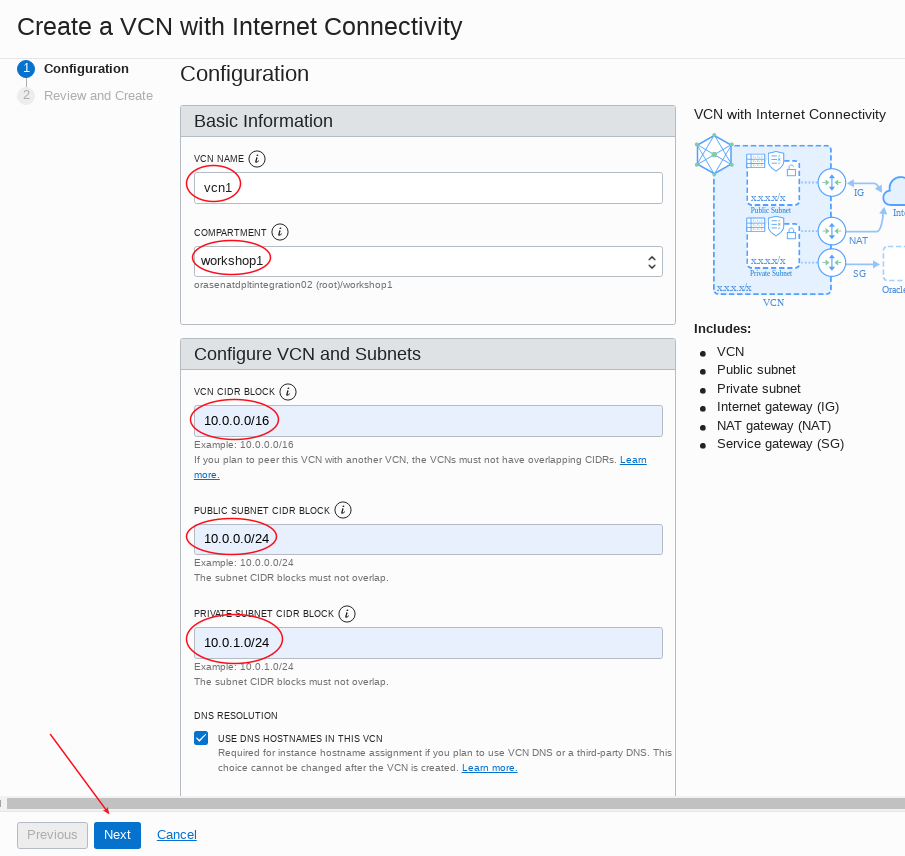 Create a VCN with Internet Connectivity
1 Configuration
2 Review and Create
Configuration
Basic Information
VCN NAME i
vcn1
COMPARTMENT i
workshop1
orasenatdpltintegration02 (root)/workshop1
Configure VCN and Subnets
VCN CIDR BLOCK i
10.0.0.0/16
Example: 10.0.0.0/16
If you plan to peer this VCN with another VCN, the VCNs must not have overlapping CIDRs. Learn
more.
PUBLIC SUBNET CIDR BLOCK i
10.0.0.0/24
Example: 10.0.0.0/24
The subnet CIDR blocks must not overlap.
PRIVATE SUBNET CIDR BLOCK i
10.0.1.0/24
Example: 10.0.1.0/24
The subnet CIDR blocks must not overlap.
DNS RESOLUTION
USE DNS HOSTNAMES IN THIS VCN
Required for instance hostname assignment if you plan to use VCN DNS or a third-party DNS. This
choice cannot be changed after the VCN is created. Learn more.
VCN with Internet Connectivity
x.x.x.x/x
Public Subnet
IG
Inte
NAT
x.x.x.x/x
Private Subnet
SG
x.x.x.x/x
Oracle
VCN
Includes:
VCN
Public subnet
Private subnet
Internet gateway (IG)
NAT gateway (NAT)
Service gateway (SG)
Previous
Next
Cancel